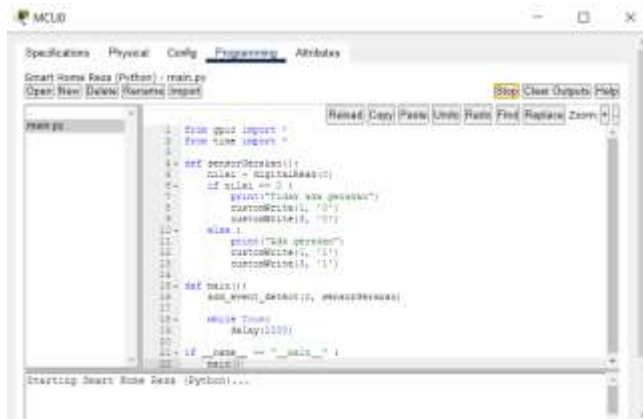 MCU0
Specifications Physical Config Programming Attributes
Smart Home Reza (Python) - main.py
Open New Delete Rename Import
Stop Clear Outputs Help
Reload Copy Paste Undo Redo Find Replace Zoom: + -
main.py
1 from gpio import *
2 from time import *
3
4 def sensorGerakan():
5 nilai = digitalRead(0)
6 if nilai == 0 :
7 print("Tidak ada gerakan")
8 customWrite(1, '0')
9 customWrite(3, '0')
10 else :
11 print("Ada gerakan")
12 customWrite(1, '1')
13 customWrite(3, '1')
14
15 def main():
16 add_event_detect(0, sensorGerakan)
17
18 while True:
19 delay(1000)
20
21 if __name__ == "__main__" :
22 main()
Starting Smart Home Reza (Python)...